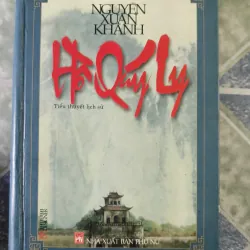 NGUYỄN
XUÂN
KHÁNH
Hồ Quý Ly
Tiểu thuyết lịch sử
NHÀ XUẤT BẢN PHỤ NỮ